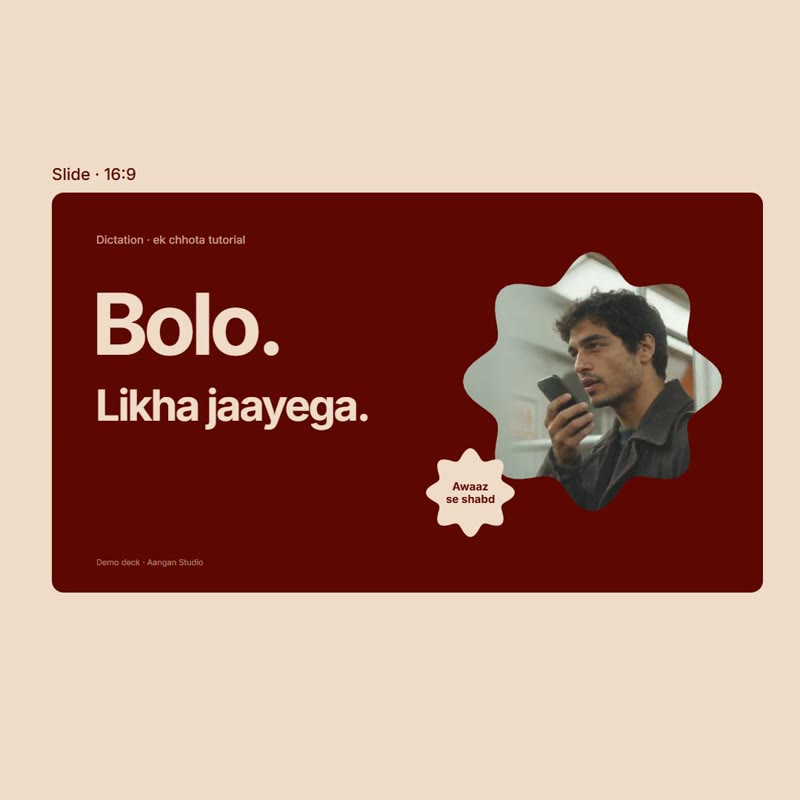 Slide · 16:9
Dictation · ek chhota tutorial
Bolo.
Likha jaayega.
Awaaz
se shabd
Demo deck · Aangan Studio